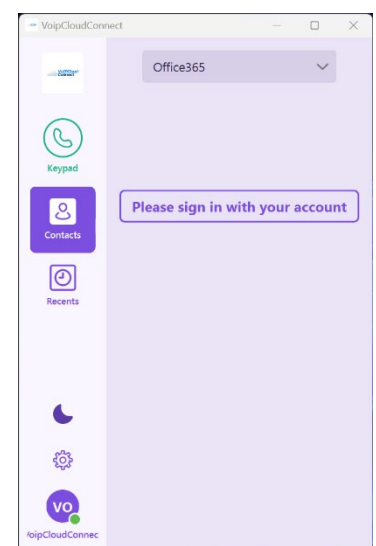 VoipCloudConnect
Office365
Keypad
Please sign in with your account
Contacts
Recents
VO
VoipCloudConnec